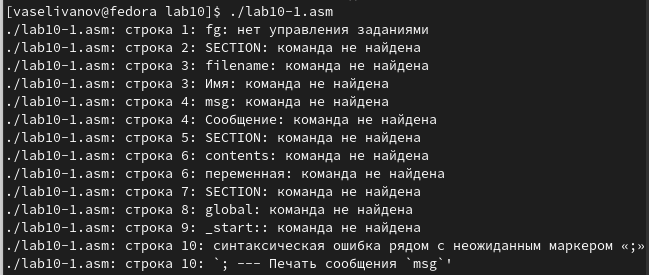 [vaselivanov@fedora lab10]$ ./lab10-1.asm
./lab10-1.asm: строка 1: fg: нет управления заданиями
./lab10-1.asm: строка 2: SECTION: команда не найдена
./lab10-1.asm: строка 3: filename: команда не найдена
./lab10-1.asm: строка 3: Имя: команда не найдена
./lab10-1.asm: строка 4: msg: команда не найдена
./lab10-1.asm: строка 4: Сообщение: команда не найдена
./lab10-1.asm: строка 5: SECTION: команда не найдена
./lab10-1.asm: строка 6: contents: команда не найдена
./lab10-1.asm: строка 6: переменная: команда не найдена
./lab10-1.asm: строка 7: SECTION: команда не найдена
./lab10-1.asm: строка 8: global: команда не найдена
./lab10-1.asm: строка 9: _start:: команда не найдена
./lab10-1.asm: строка 10: синтаксическая ошибка рядом с неожиданным маркером «;»
./lab10-1.asm: строка 10: `; --- Печать сообщения `msg`'